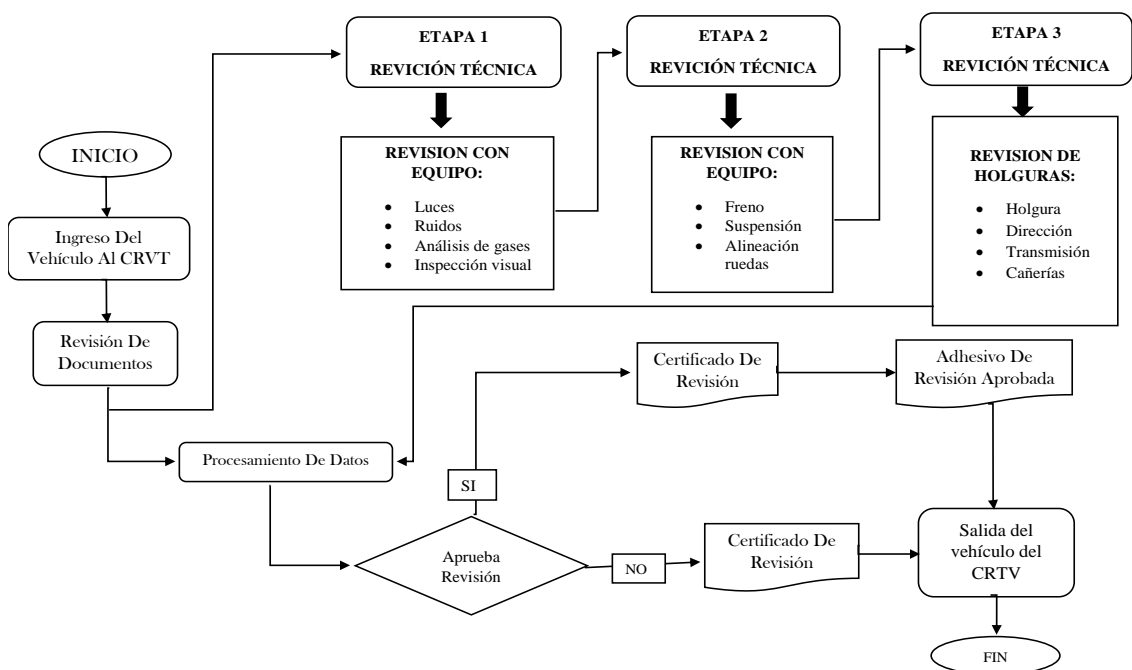 INICIO
Ingreso Del
Vehículo Al CRVT
Revisión De
Documentos
ETAPA 1
REVICIÓN TÉCNICA
REVISION CON
EQUIPO:
• Luces
• Ruidos
• Análisis de gases
• Inspección visual
ETAPA 2
REVICIÓN TÉCNICA
REVISION CON
EQUIPO:
• Freno
• Suspensión
• Alineación
ruedas
ETAPA 3
REVICIÓN TÉCNICA
REVISION DE
HOLGURAS:
• Holgura
• Dirección
• Transmisión
• Cañerías
Procesamiento De Datos
Aprueba
Revisión
SI
Certificado De
Revisión
Adhesivo De
Revisión Aprobada
NO
Certificado De
Revisión
Salida del
vehículo del
CRTV
FIN